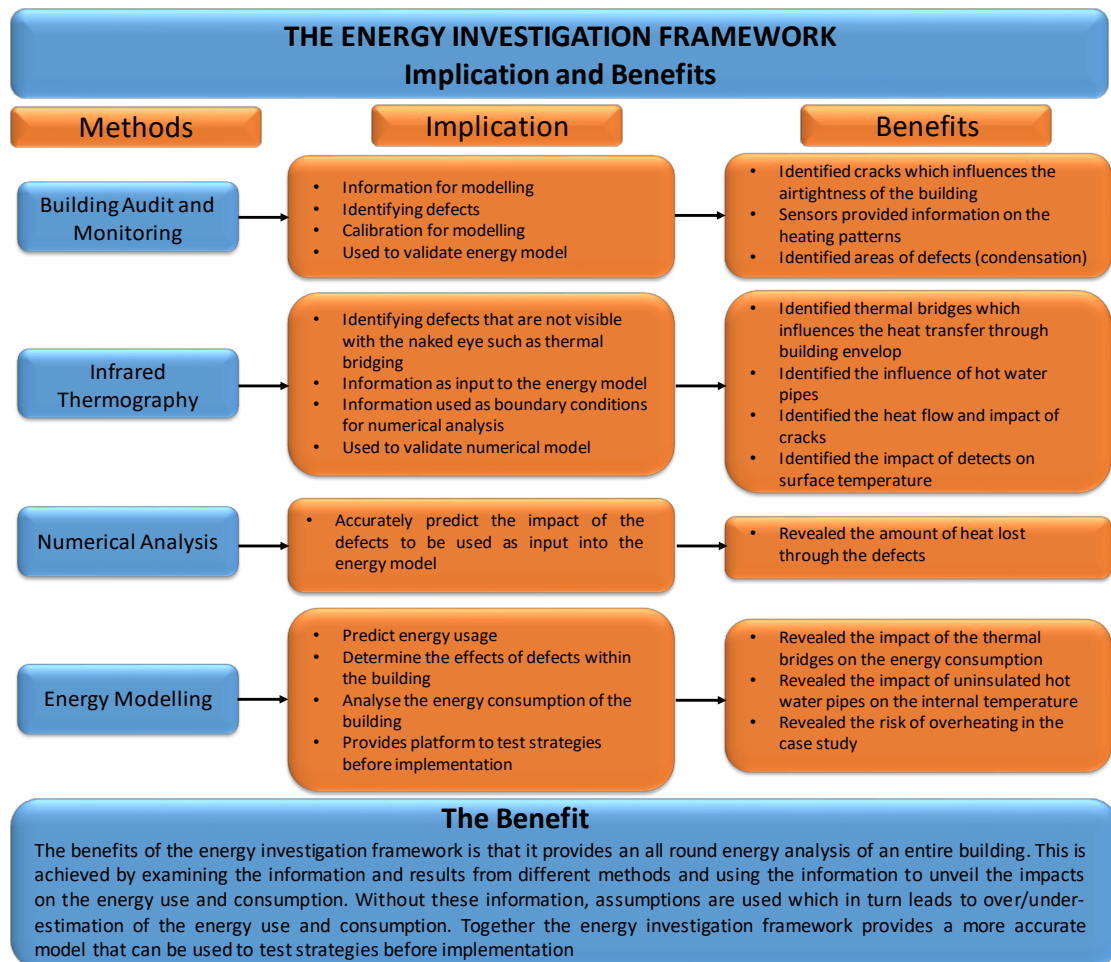 THE ENERGY INVESTIGATION FRAMEWORK
Implication and Benefits
Methods
Implication
Benefits
Building Audit and
Monitoring
• Information for modelling
• Identifying defects
• Calibration for modelling
• Used to validate energy model
• Identified cracks which influences the
airtightness of the building
• Sensors provided information on the
heating patterns
• Identified areas of defects (condensation)
Infrared
Thermography
• Identifying defects that are not visible
with the naked eye such as thermal
bridging
• Information as input to the energy model
• Information used as boundary conditions
for numerical analysis
• Used to validate numerical model
• Identified thermal bridges which
influences the heat transfer through
building envelop
• Identified the influence of hot water
pipes
• Identified the heat flow and impact of
cracks
• Identified the impact of detects on
surface temperature
Numerical Analysis
• Accurately predict the impact of the
defects to be used as input into the
energy model
• Revealed the amount of heat lost
through the defects
Energy Modelling
• Predict energy usage
• Determine the effects of defects within
the building
• Analyse the energy consumption of the
building
• Provides platform to test strategies
before implementation
• Revealed the impact of the thermal
bridges on the energy consumption
• Revealed the impact of uninsulated hot
water pipes on the internal temperature
• Revealed the risk of overheating in the
case study
The Benefit
The benefits of the energy investigation framework is that it provides an all round energy analysis of an entire building. This is
achieved by examining the information and results from different methods and using the information to unveil the impacts
on the energy use and consumption. Without these information, assumptions are used which in turn leads to over/under-
estimation of the energy use and consumption. Together the energy investigation framework provides a more accurate
model that can be used to test strategies before implementation